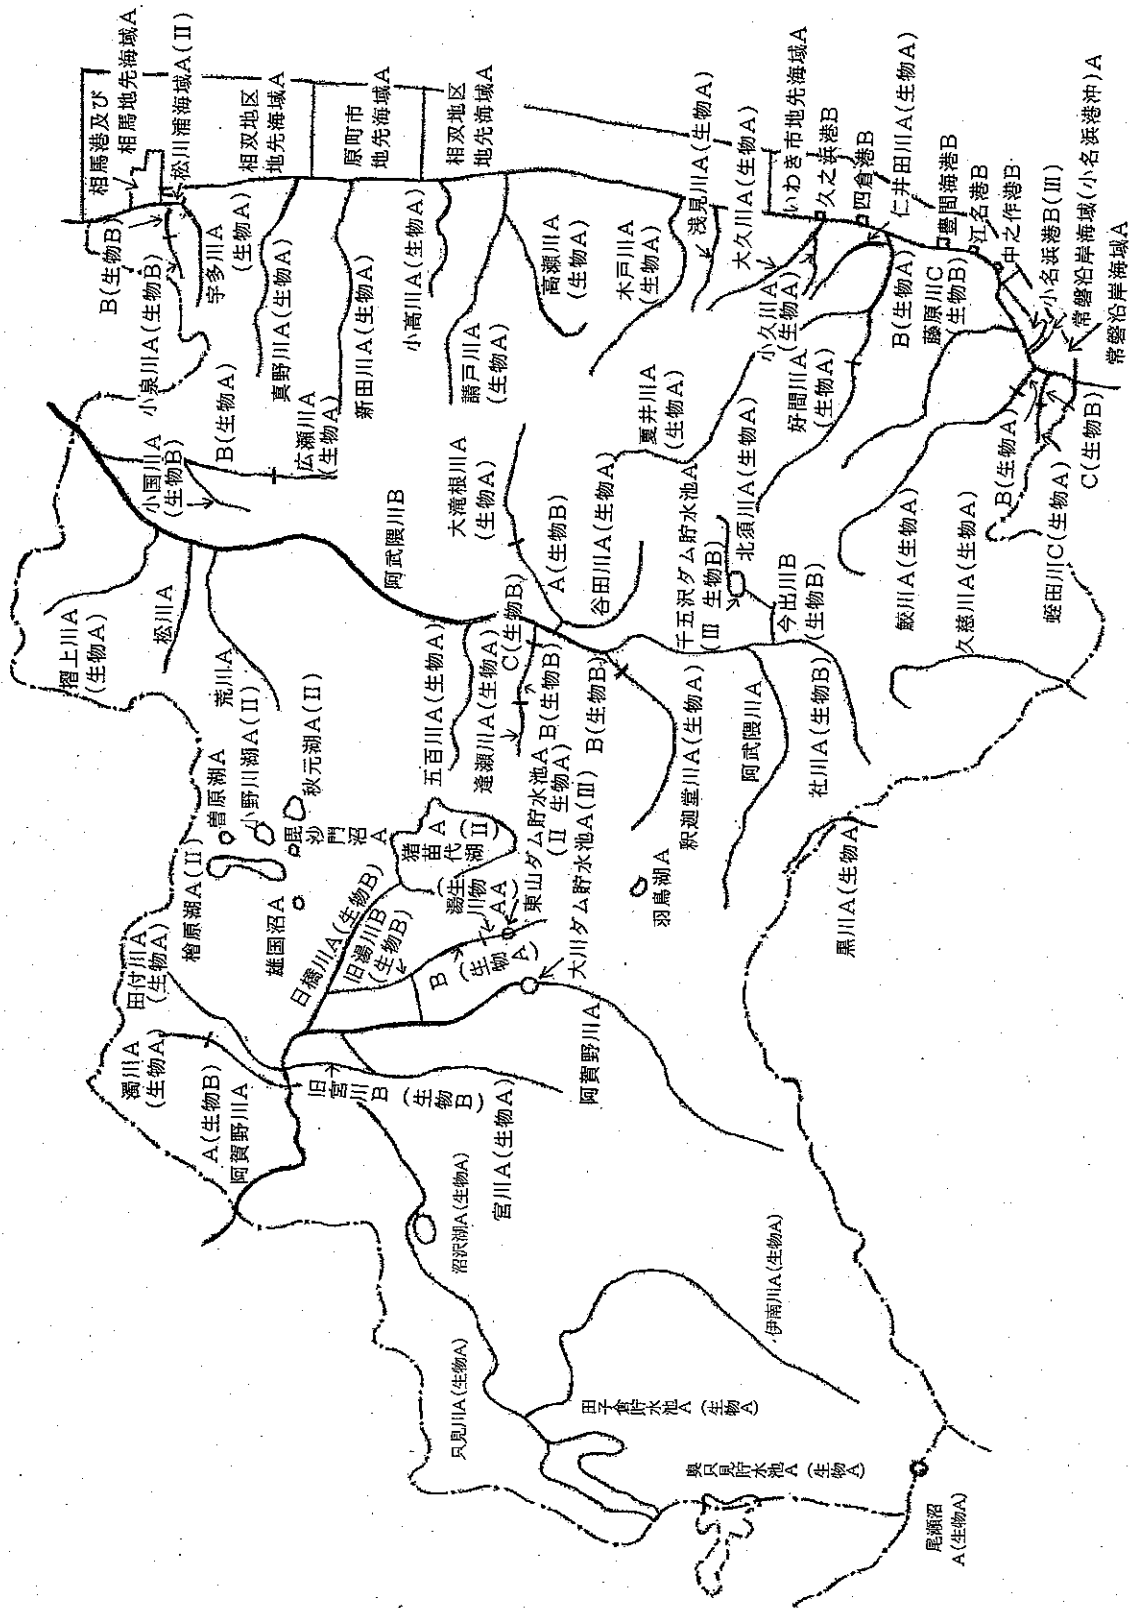 相馬港及び
相馬地先海域A
松川浦海域A(Ⅱ)
相双地区
地先海域A
原町市
地先海域A
相双地区
地先海域A
浅見川A(生物A)
大久川A(生物A)
いわき市地先海域A
久之浜港B
四倉港B
仁井田川A(生物A)
豊間海港B
江名港B
中之作港B
小名浜港B(Ⅲ)
常磐沿岸海域(小名浜港沖)A
常磐沿岸海域A
B(生物B)
小泉川A(生物B)
宇多川A
(生物A)
真野川A(生物A)
新田川A(生物A)
小高川A(生物A)
請戸川A
(生物A)
高瀬川A
(生物A)
木戸川A
(生物A)
小久川A
(生物A)
好間川A
(生物A)
B(生物A)
藤原川C
(生物B)
夏井川A
(生物A)
B(生物A)
C(生物B)
小国川A
(生物B)
B(生物A)
広瀬川A
(生物A)
阿武隈川B
大滝根川A
(生物A)
A(生物B)
谷田川A(生物A)
千五沢ダム貯水池A
(Ⅲ 生物B)
北須川A(生物A)
今出川B
(生物B)
鮫川A(生物A)
久慈川A(生物A)
蛭田川C(生物A)
摺上川A
(生物A)
松川A
荒川A
五百川A(生物A)
逢瀬川A(生物A)
C(生物B)
B(生物B)
B(生物B)
釈迦堂川A(生物A)
阿武隈川A
社川A(生物B)
曽原湖A
小野川湖A(Ⅱ)
秋元湖A(Ⅱ)
毘沙門沼A
檜原湖A(Ⅱ)
雄国沼A
猪苗代湖A
(Ⅱ)
日橋川A(生物B)
旧湯川B
(生物B)
湯川AA
(生物A)
B
(生物A)
東山ダム貯水池A
(Ⅱ 生物A)
大川ダム貯水池A(Ⅲ)
羽鳥湖A
黒川A(生物A)
田付川A
(生物A)
濁川A
(生物A)
A(生物B)
阿賀野川A
旧宮川B
(生物B)
宮川A(生物A)
阿賀野川A
沼沢湖A(生物A)
只見川A(生物A)
伊南川A(生物A)
田子倉貯水池A
(生物A)
奥只見貯水池A
(生物A)
尾瀬沼
A(生物A)